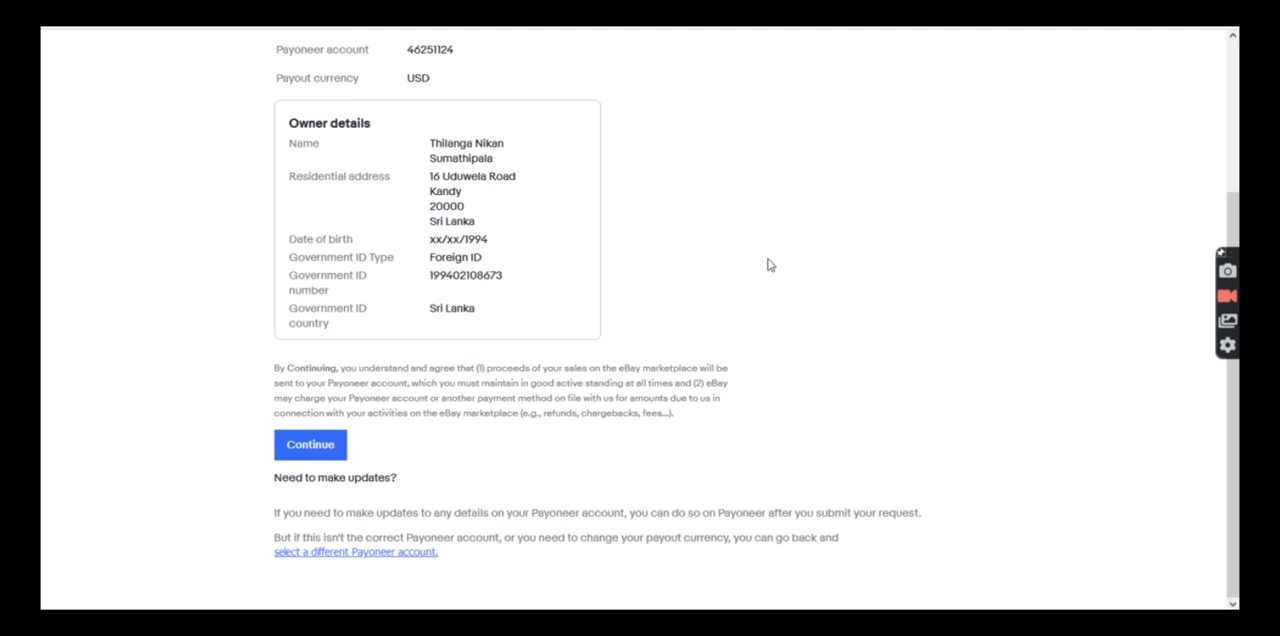 Payoneer account 46251124
Payout currency USD
Owner details
Name Thilanga Nikan
Sumathipala
Residential address 16 Uduwela Road
Kandy
20000
Sri Lanka
Date of birth xx/xx/1994
Government ID Type Foreign ID
Government ID 199402108673
number
Government ID Sri Lanka
country
By Continuing, you understand and agree that (1) proceeds of your sales on the eBay marketplace will be
sent to your Payoneer account, which you must maintain in good active standing at all times and (2) eBay
may charge your Payoneer account or another payment method on file with us for amounts due to us in
connection with your activities on the eBay marketplace (e.g., refunds, chargebacks, fees...).
Continue
Need to make updates?
If you need to make updates to any details on your Payoneer account, you can do so on Payoneer after you submit your request.
But if this isn't the correct Payoneer account, or you need to change your payout currency, you can go back and
select a different Payoneer account.